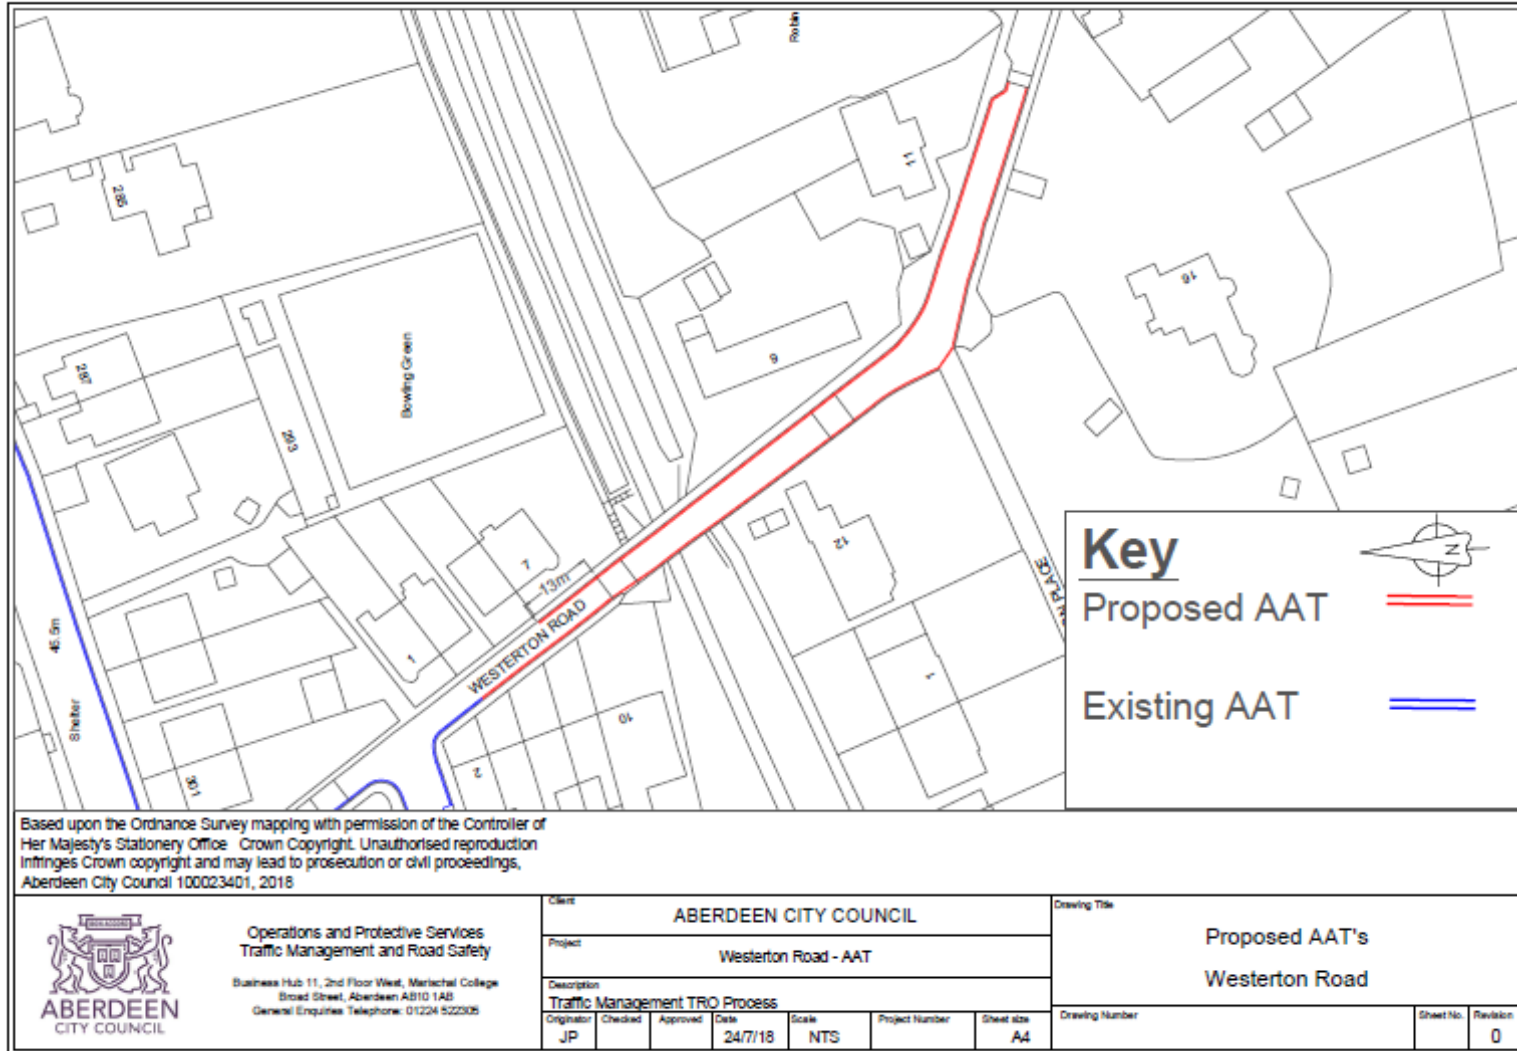 Robin
11
285
16
Bowling Green
287
9
293
12
7
13m
N PLACE
WESTERTON ROAD
1
1
45.5m
10
Shelter
2
301
Key
N
Proposed AAT
Existing AAT
Based upon the Ordnance Survey mapping with permission of the Controller of
Her Majesty's Stationery Office Crown Copyright. Unauthorised reproduction
infringes Crown copyright and may lead to prosecution or civil proceedings,
Aberdeen City Council 100023401, 2018
BON ACCORD
ABERDEEN
CITY COUNCIL
Operations and Protective Services
Traffic Management and Road Safety
Business Hub 11, 2nd Floor West, Marischal College
Broad Street, Aberdeen AB10 1AB
General Enquiries Telephone: 01224 522305
Client
ABERDEEN CITY COUNCIL
Project
Westerton Road - AAT
Description
Traffic Management TRO Process
Originator
JP
Checked
Approved
Date
24/7/18
Scale
NTS
Project Number
Sheet size
A4
Drawing Title
Proposed AAT's
Westerton Road
Drawing Number
Sheet No.
Revision
0